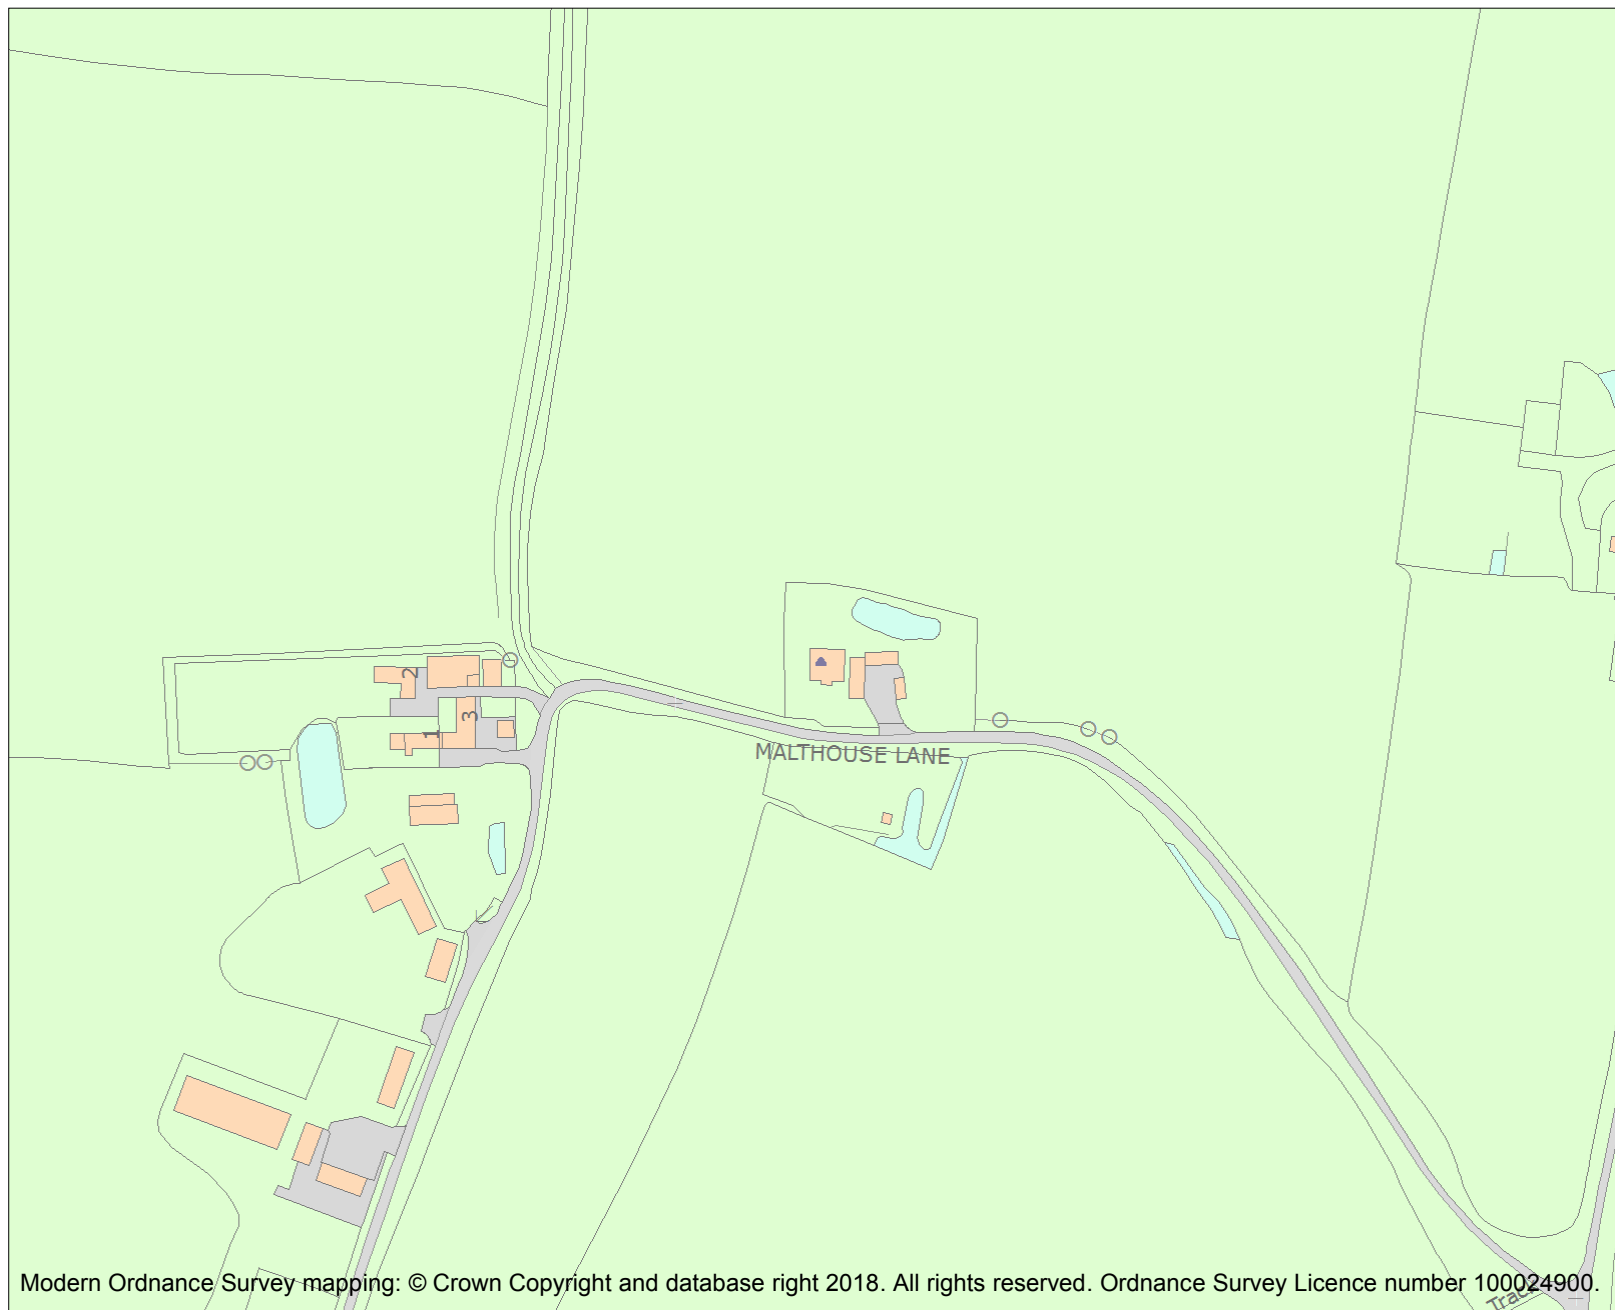 2
3
1
MALTHOUSE LANE
Track
Modern Ordnance Survey mapping: © Crown Copyright and database right 2018. All rights reserved. Ordnance Survey Licence number 100024900.